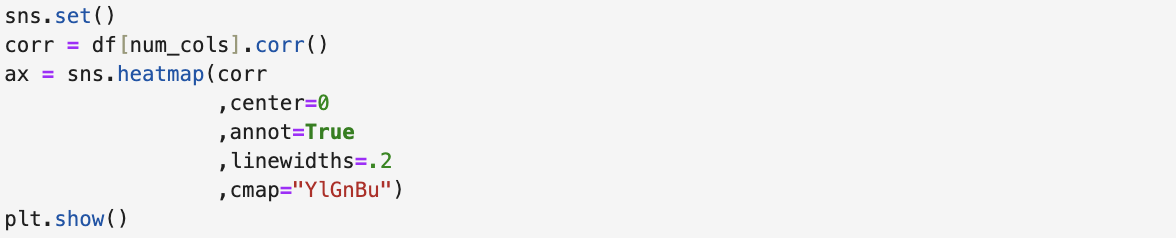 sns.set()
corr = df[num_cols].corr()
ax = sns.heatmap(corr
                 ,center=0
                 ,annot=True
                 ,linewidths=.2
                 ,cmap="YlGnBu")
plt.show()